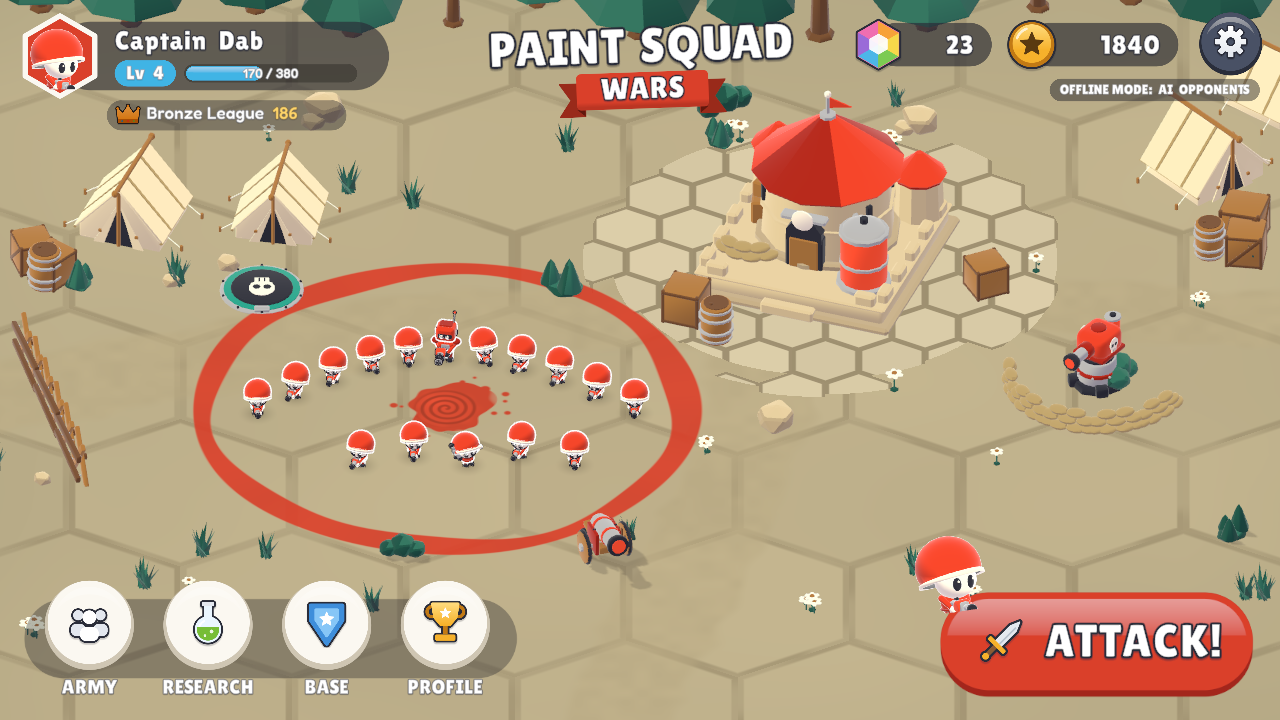 Captain Dab
Lv 4
170 / 380
Bronze League 186
PAINT SQUAD
WARS
23
1840
OFFLINE MODE: AI OPPONENTS
ARMY
RESEARCH
BASE
PROFILE
ATTACK!